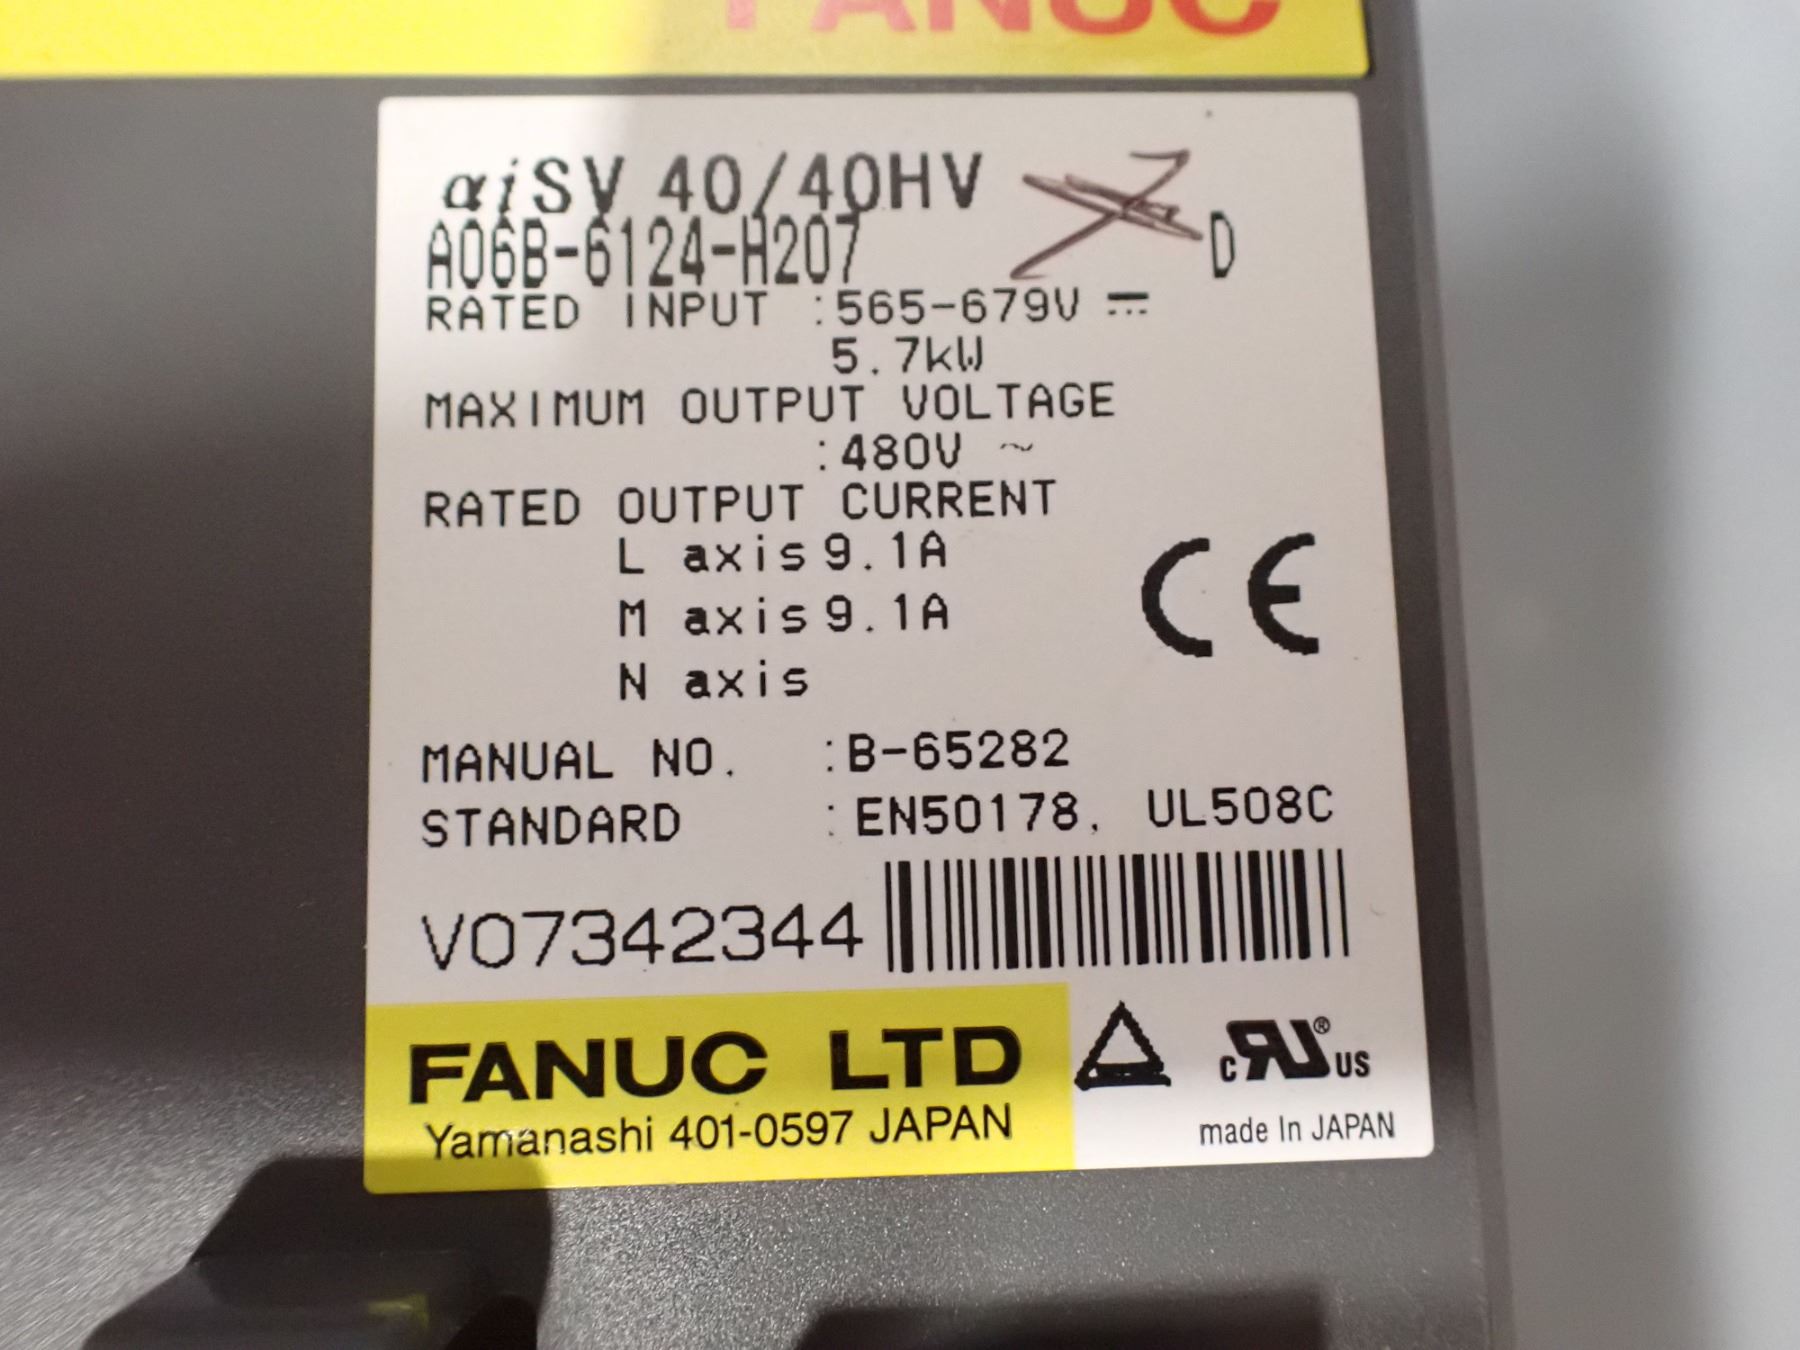 FANUC
αiSV 40/40HV
A06B-6124-H207 D
RATED INPUT :565-679V ⎓
5.7kW
MAXIMUM OUTPUT VOLTAGE
:480V ~
RATED OUTPUT CURRENT
L axis 9.1A
M axis 9.1A
N axis
CE
MANUAL NO. :B-65282
STANDARD :EN50178, UL508C
V07342344
FANUC LTD
Yamanashi 401-0597 JAPAN
c RU ® US
made In JAPAN